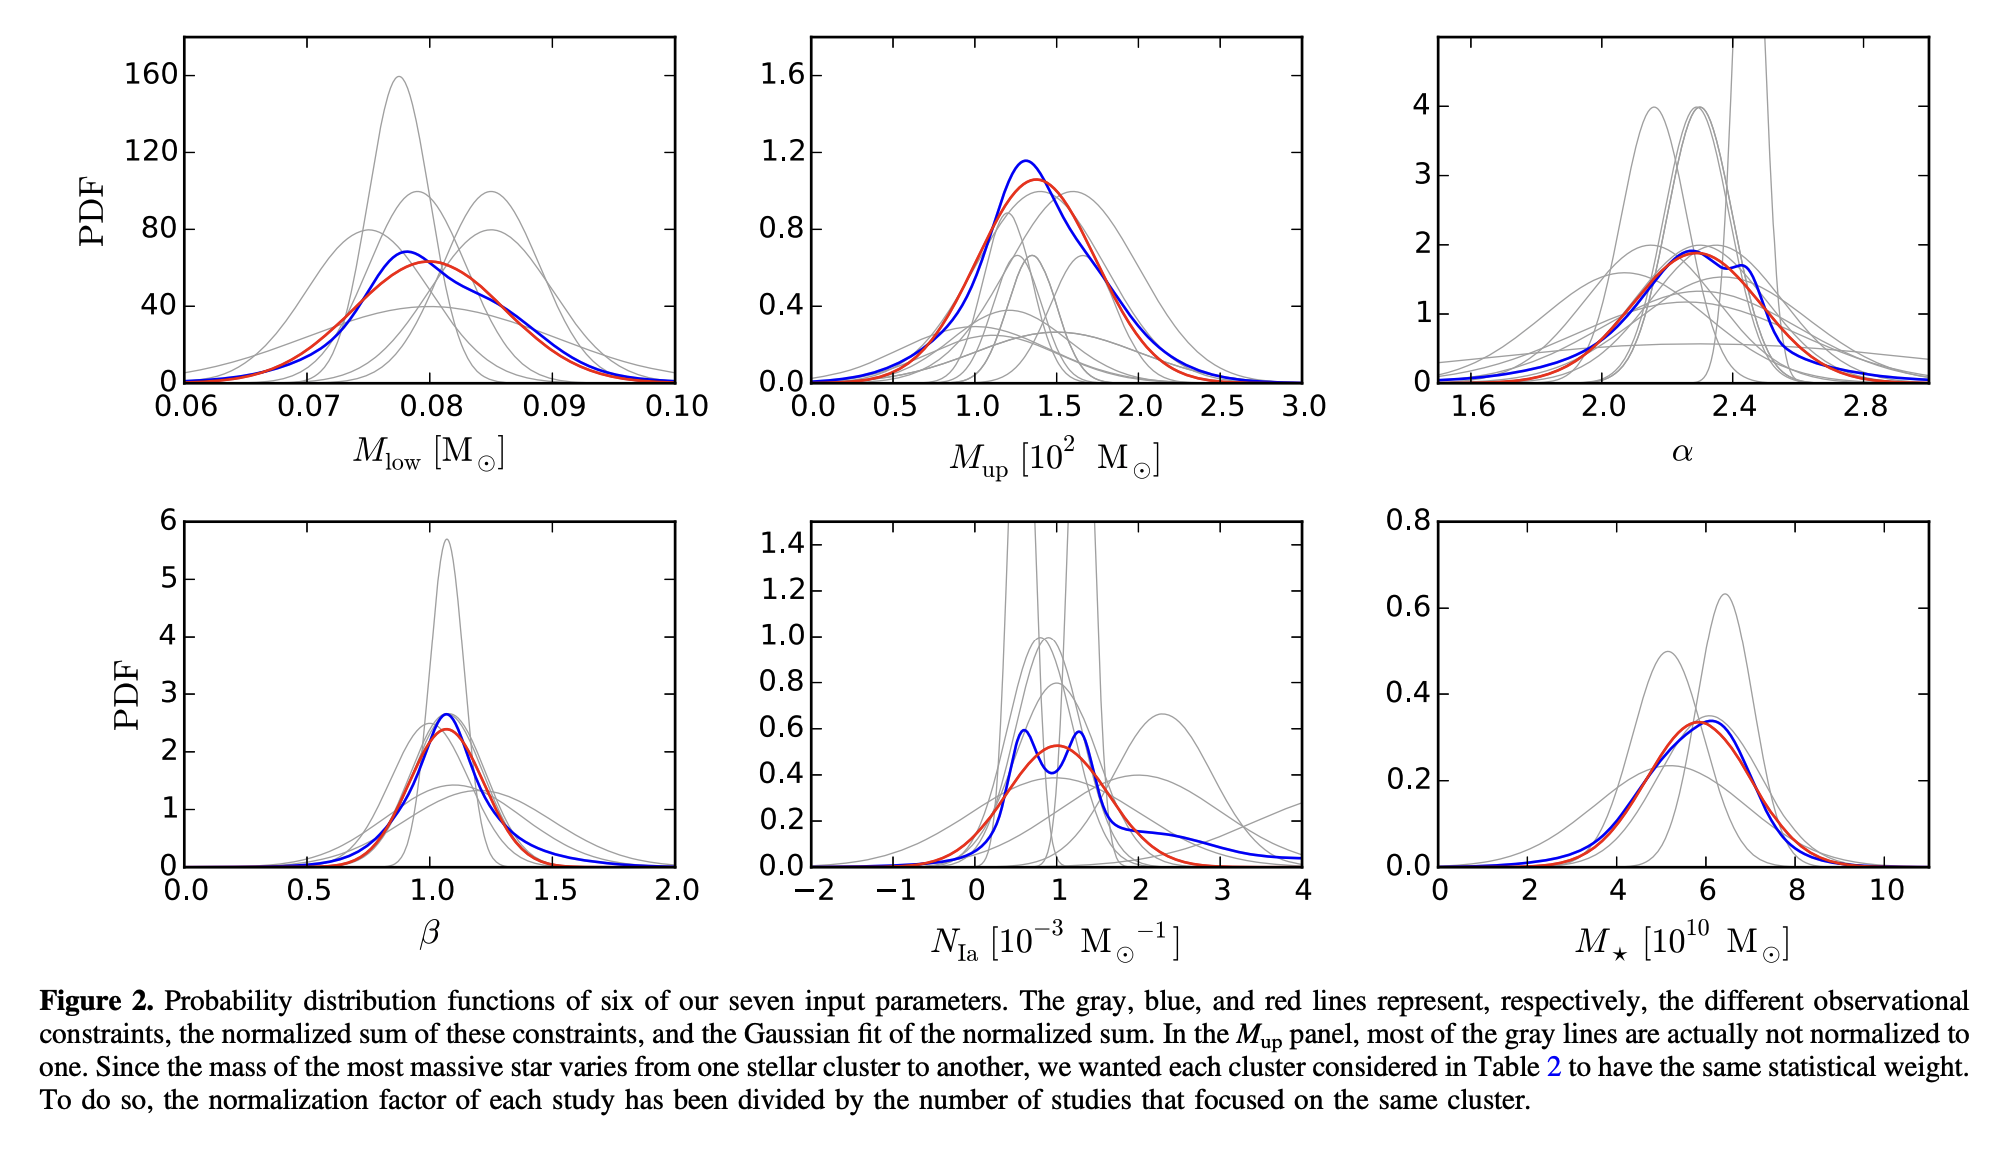 160
120
80
40
0
0.06 0.07 0.08 0.09 0.10
PDF
M_low [M_⊙]
1.6
1.2
0.8
0.4
0.0
0.0 0.5 1.0 1.5 2.0 2.5 3.0
M_up [10² M_⊙]
4
3
2
1
0
1.6 2.0 2.4 2.8
α
6
5
4
3
2
1
0
0.0 0.5 1.0 1.5 2.0
PDF
β
1.4
1.2
1.0
0.8
0.6
0.4
0.2
0.0
−2 −1 0 1 2 3 4
N_Ia [10⁻³ M_⊙⁻¹]
0.8
0.6
0.4
0.2
0.0
0 2 4 6 8 10
M_⋆ [10¹⁰ M_⊙]
Figure 2. Probability distribution functions of six of our seven input parameters. The gray, blue, and red lines represent, respectively, the different observational
constraints, the normalized sum of these constraints, and the Gaussian fit of the normalized sum. In the M_up panel, most of the gray lines are actually not normalized to
one. Since the mass of the most massive star varies from one stellar cluster to another, we wanted each cluster considered in Table 2 to have the same statistical weight.
To do so, the normalization factor of each study has been divided by the number of studies that focused on the same cluster.